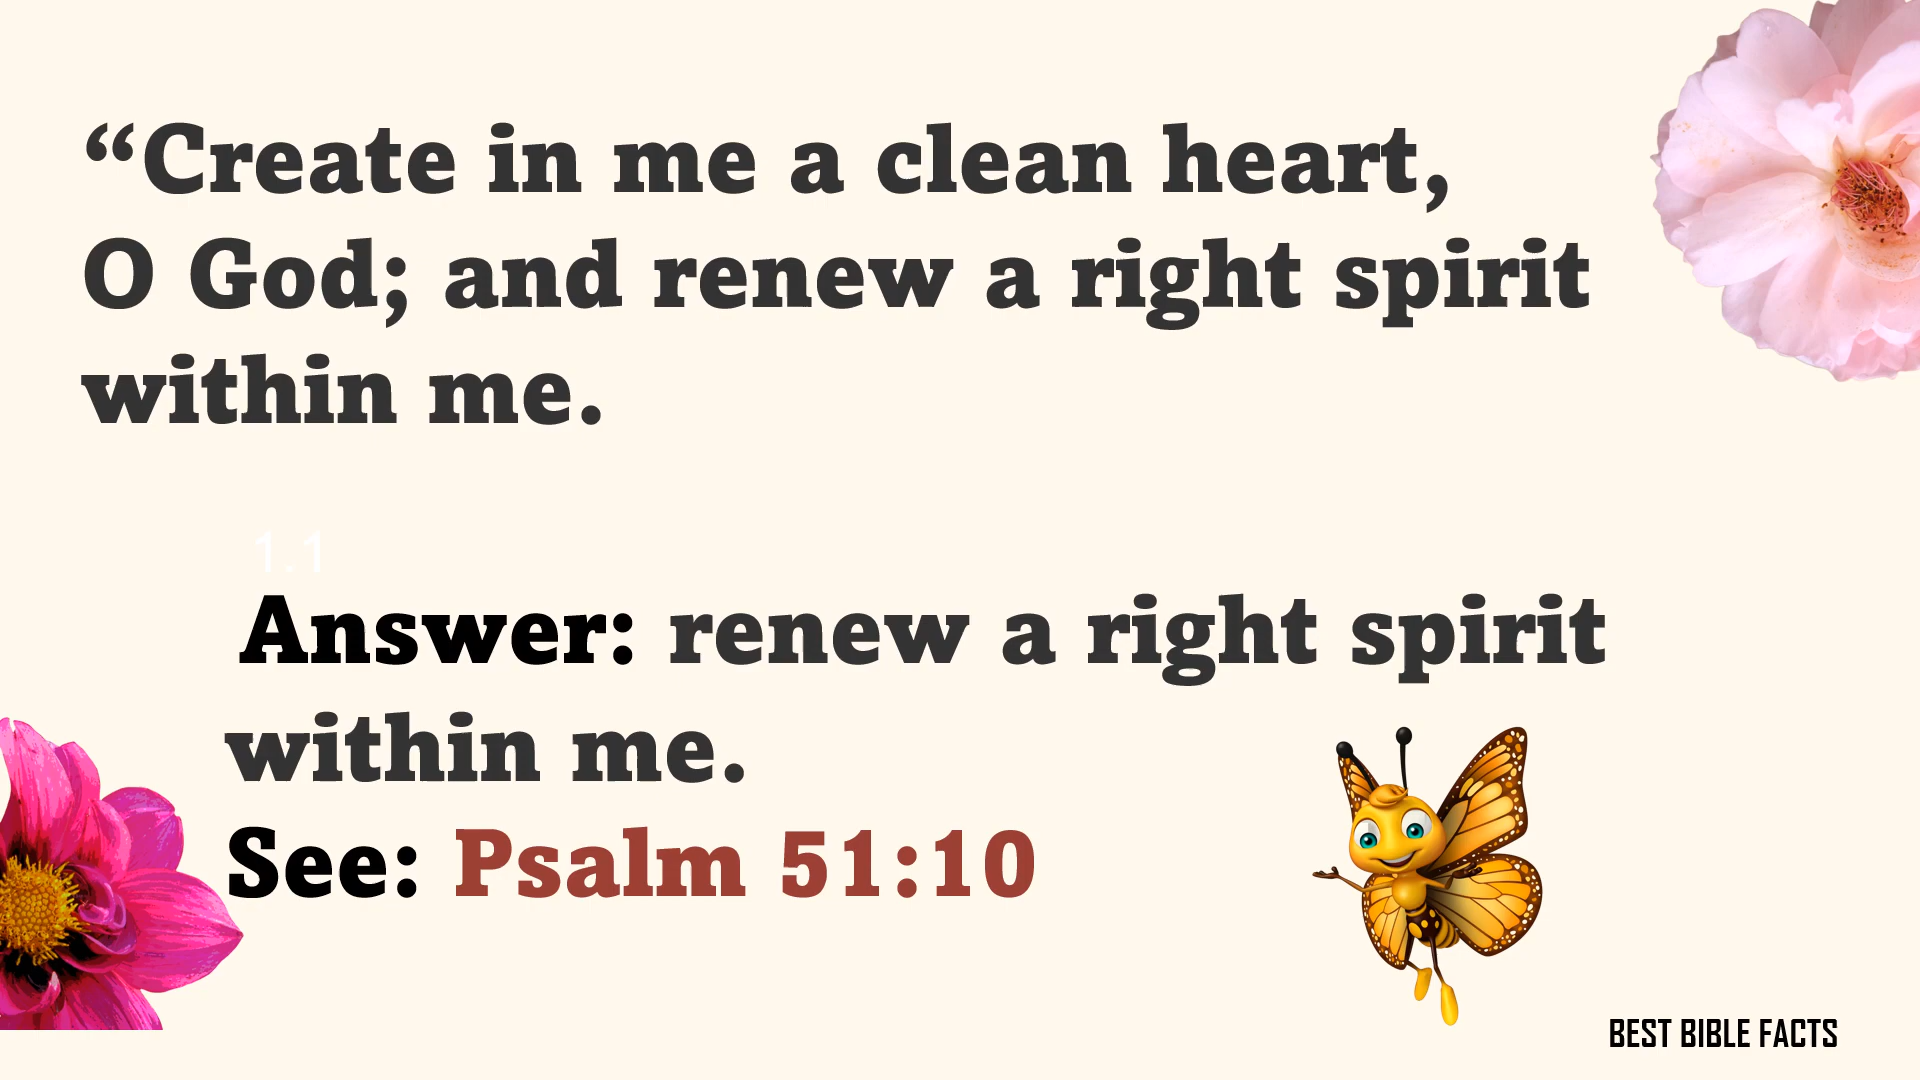 “Create in me a clean heart,
O God; and renew a right spirit
within me.
1.1
Answer: renew a right spirit
within me.
See: Psalm 51:10
BEST BIBLE FACTS